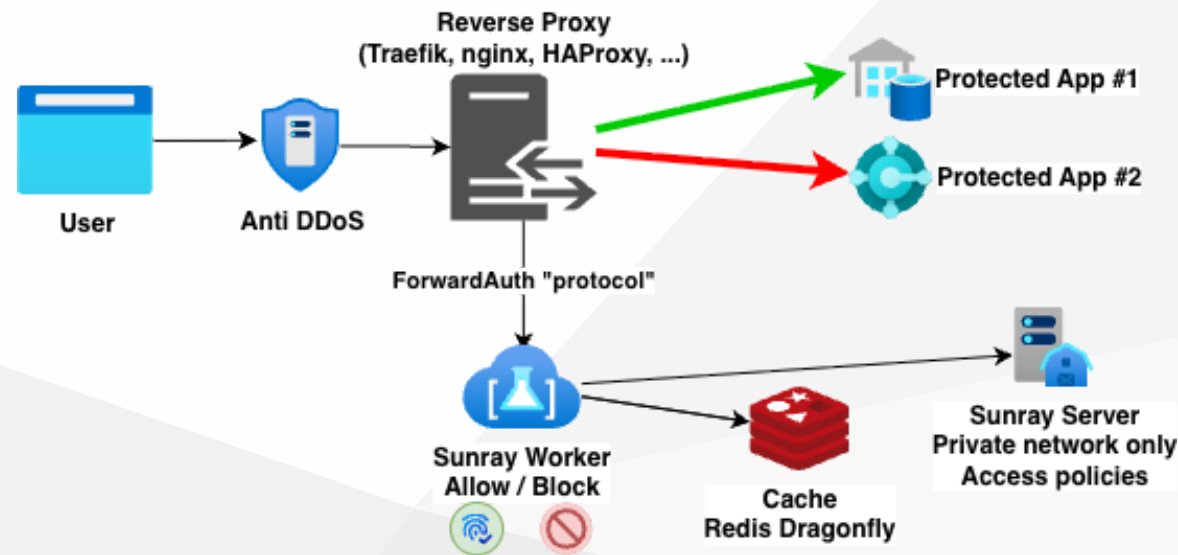 Reverse Proxy
(Traefik, nginx, HAProxy, ...)
Protected App #1
Protected App #2
User
Anti DDoS
ForwardAuth "protocol"
Sunray Worker
Allow / Block
Cache
Redis Dragonfly
Sunray Server
Private network only
Access policies